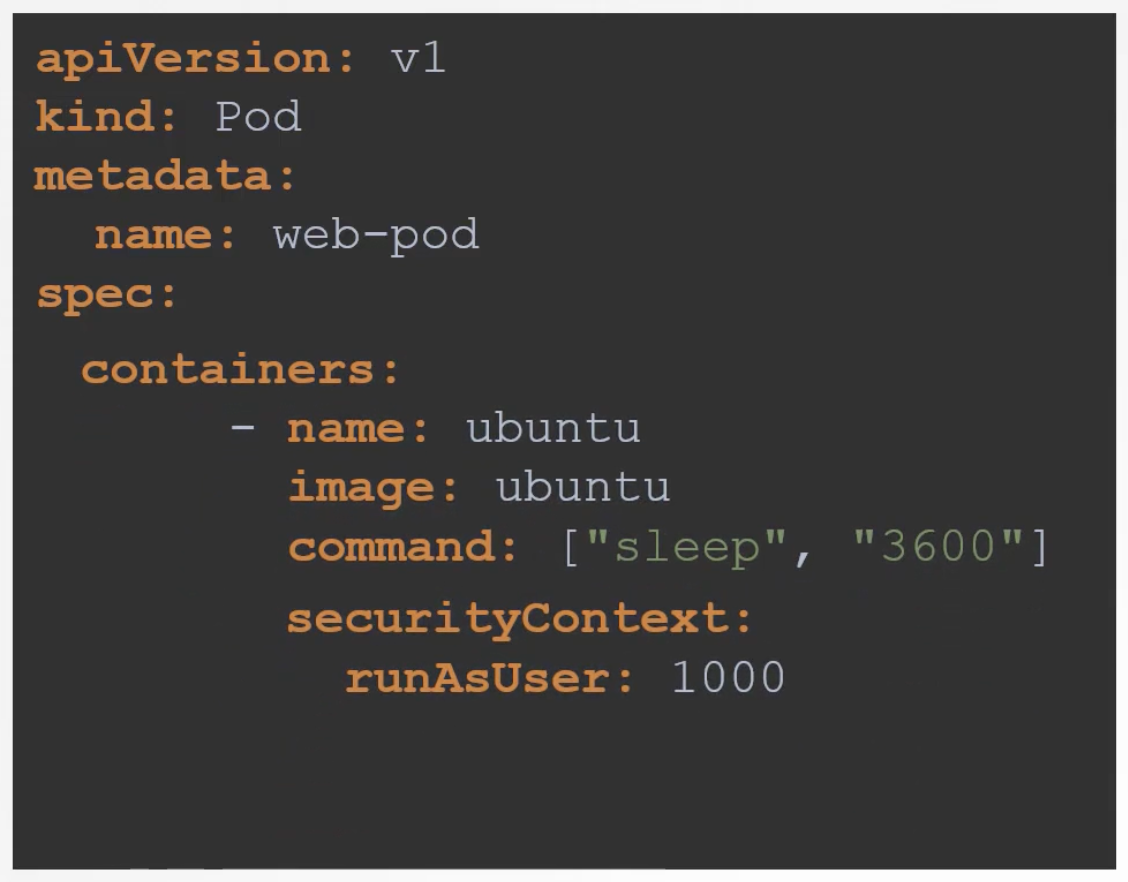 apiVersion: v1
kind: Pod
metadata:
  name: web-pod
spec:
  containers:
        - name: ubuntu
          image: ubuntu
          command: ["sleep", "3600"]
          securityContext:
            runAsUser: 1000